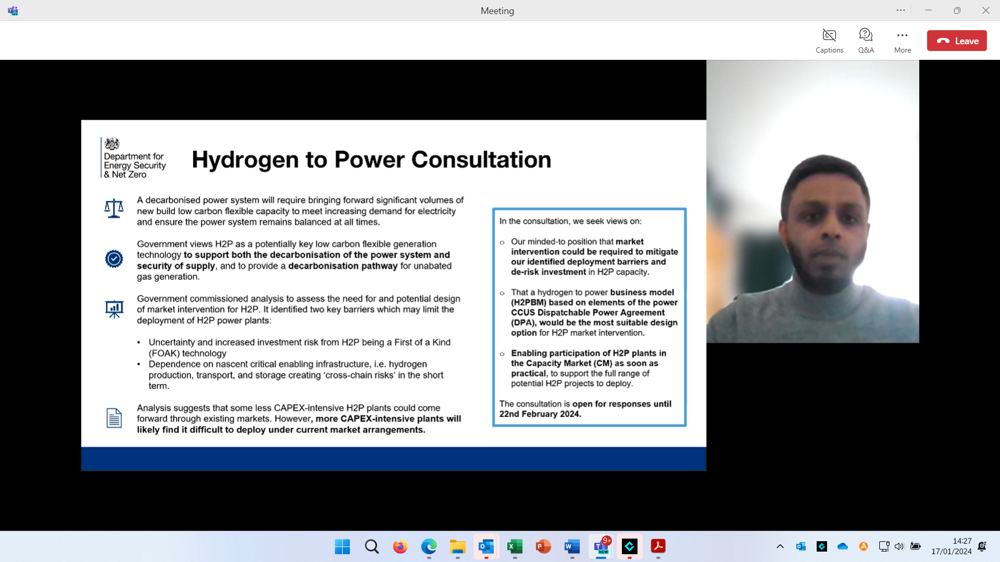 Meeting
Captions
Q&A
More
Leave
Department for
Energy Security
& Net Zero
Hydrogen to Power Consultation
A decarbonised power system will require bringing forward significant volumes of
new build low carbon flexible capacity to meet increasing demand for electricity
and ensure the power system remains balanced at all times.
Government views H2P as a potentially key low carbon flexible generation
technology to support both the decarbonisation of the power system and
security of supply, and to provide a decarbonisation pathway for unabated
gas generation.
Government commissioned analysis to assess the need for and potential design
of market intervention for H2P. It identified two key barriers which may limit the
deployment of H2P power plants:
• Uncertainty and increased investment risk from H2P being a First of a Kind
(FOAK) technology
• Dependence on nascent critical enabling infrastructure, i.e. hydrogen
production, transport, and storage creating ‘cross-chain risks’ in the short
term.
Analysis suggests that some less CAPEX-intensive H2P plants could come
forward through existing markets. However, more CAPEX-intensive plants will
likely find it difficult to deploy under current market arrangements.
In the consultation, we seek views on:
o Our minded-to position that market
intervention could be required to mitigate
our identified deployment barriers and
de-risk investment in H2P capacity.
o That a hydrogen to power business model
(H2PBM) based on elements of the power
CCUS Dispatchable Power Agreement
(DPA), would be the most suitable design
option for H2P market intervention.
o Enabling participation of H2P plants in
the Capacity Market (CM) as soon as
practical, to support the full range of
potential H2P projects to deploy.
The consultation is open for responses until
22nd February 2024.
9+
NEW
14:27
17/01/2024